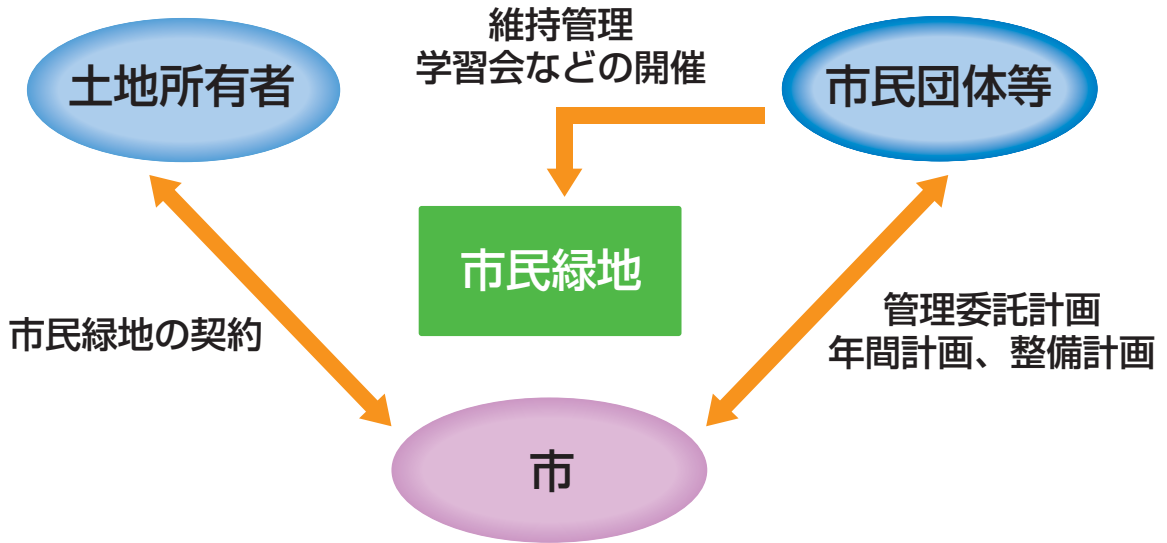 維持管理
学習会などの開催
土地所有者
市民団体等
市民緑地
市民緑地の契約
管理委託計画
年間計画、整備計画
市